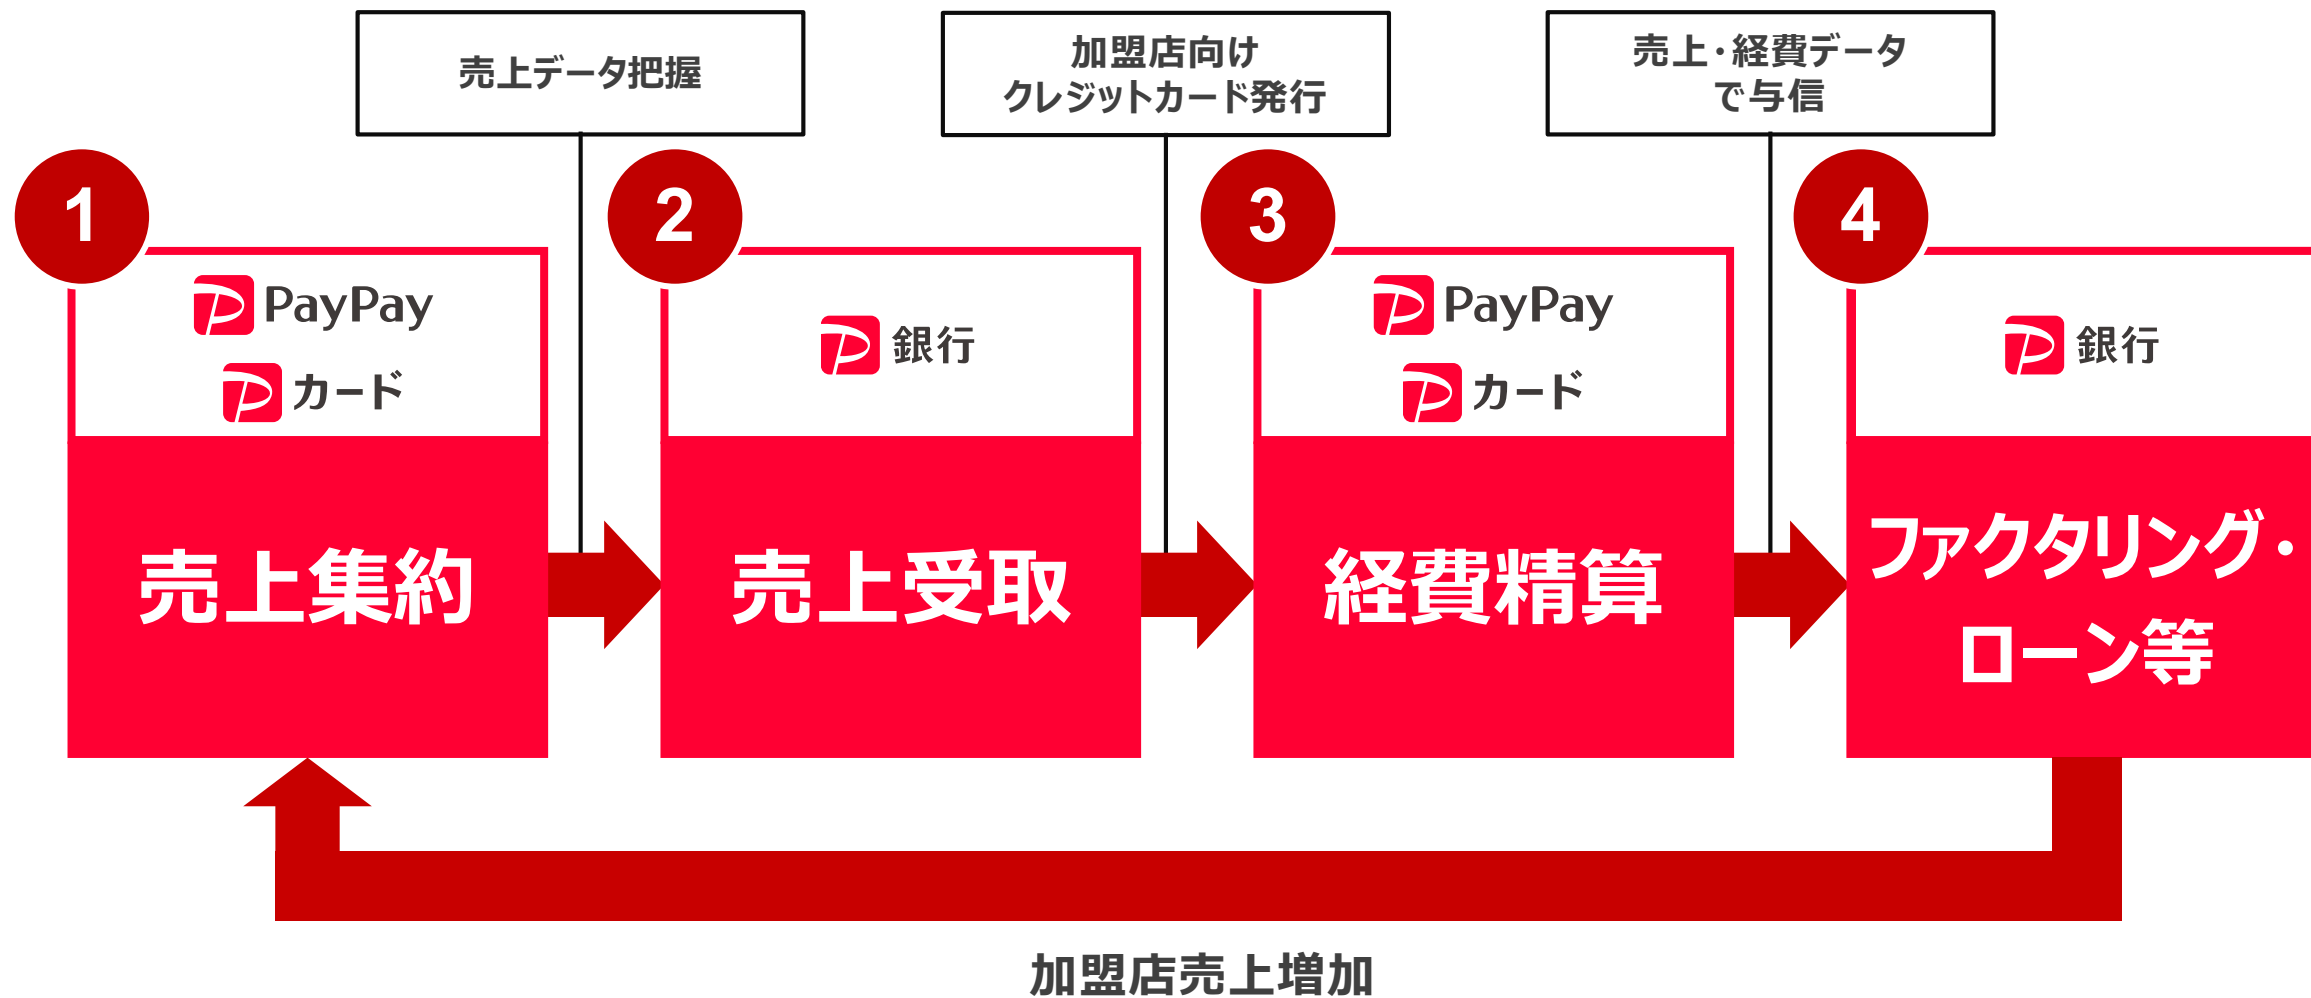 売上データ把握
加盟店向け
クレジットカード発行
売上・経費データ
で与信
1
PayPay
カード
売上集約
2
銀行
売上受取
3
PayPay
カード
経費精算
4
銀行
ファクタリング・
ローン等
加盟店売上増加